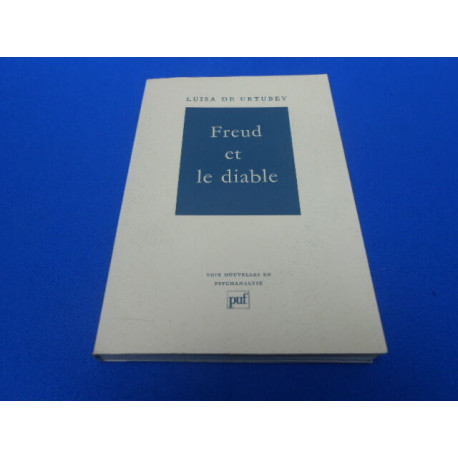 LUISA DE URTUBEY
Freud
et
le diable
VOIX NOUVELLES EN
PSYCHANALYSE
puf